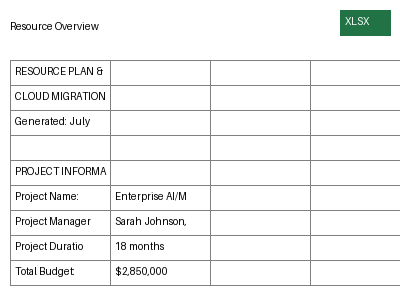 Resource Overview
XLSX
RESOURCE PLAN &
CLOUD MIGRATION
Generated: July
PROJECT INFORMA
Project Name: Enterprise AI/M
Project Manager Sarah Johnson,
Project Duratio 18 months
Total Budget: $2,850,000